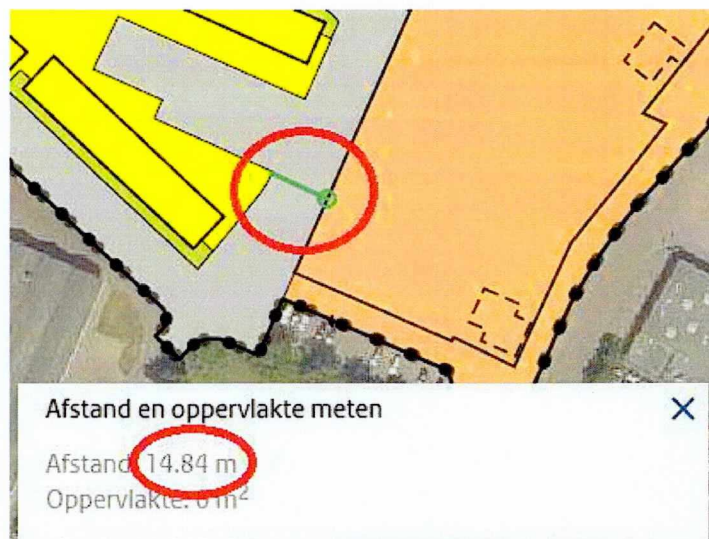 Afstand en oppervlakte meten
Afstand: 14.84 m
Oppervlakte: 0 m²